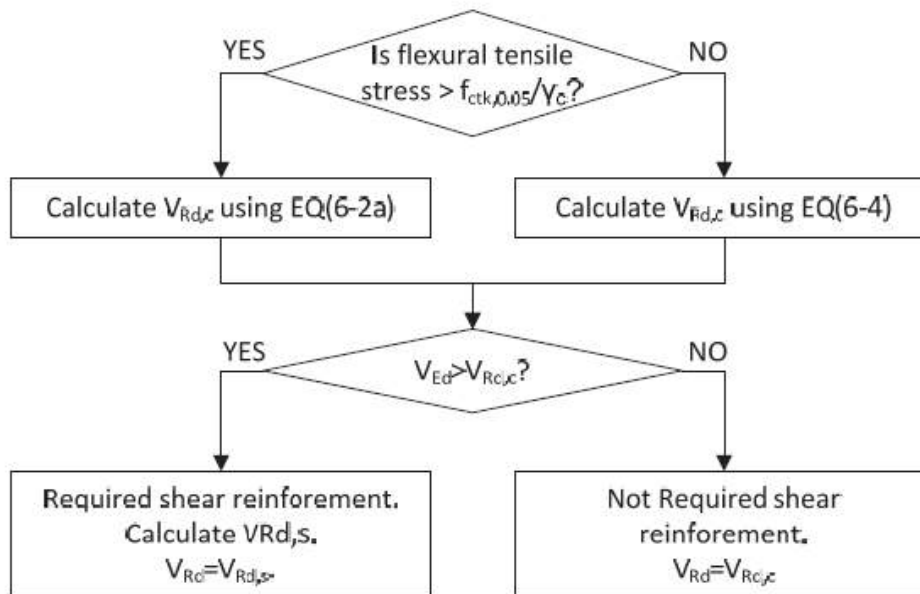 YES
Is flexural tensile
stress > fctk,0.05/γc?
NO
Calculate VRd,c using EQ(6-2a)
Calculate VRd,c using EQ(6-4)
YES
VEd>VRd,c?
NO
Required shear reinforement.
Calculate VRd,s.
VRd=VRd,s.
Not Required shear
reinforement.
VRd=VRd,c